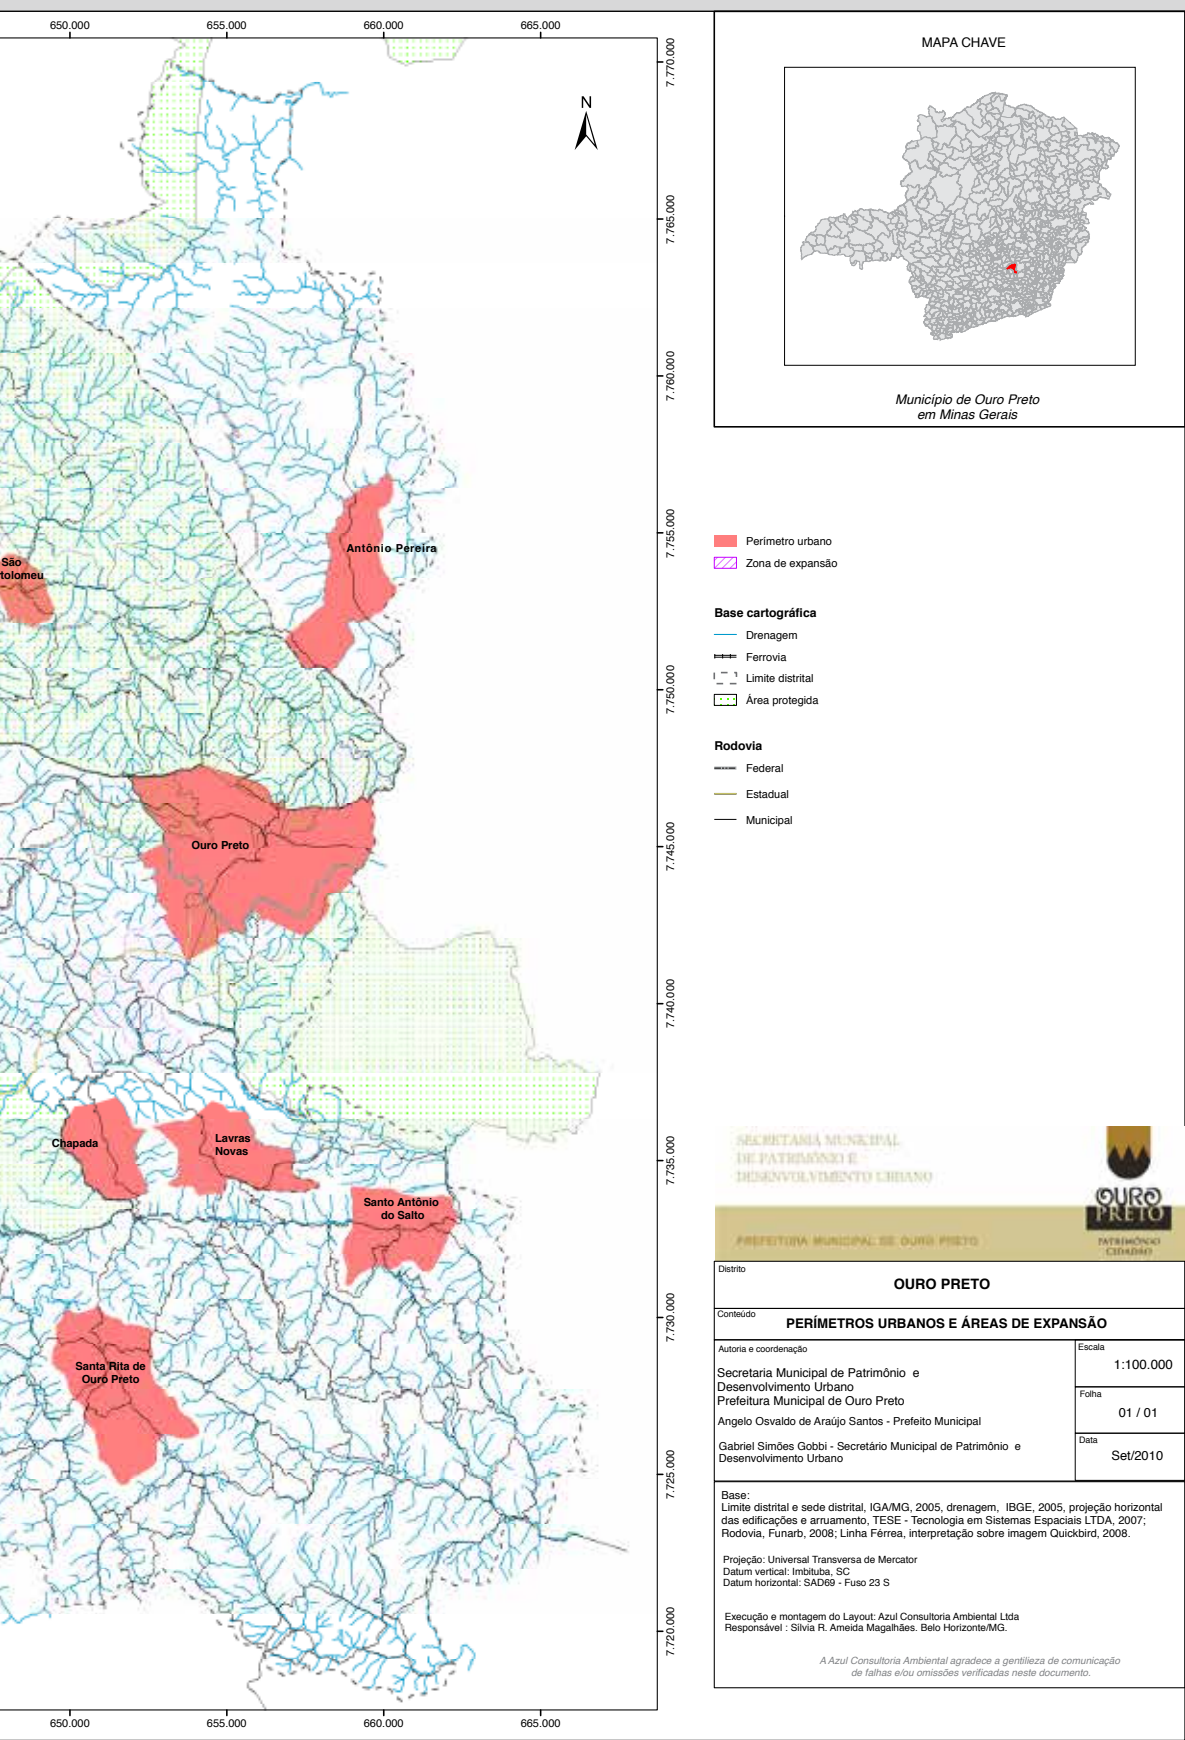 650.000
655.000
660.000
665.000
7.770.000
7.765.000
7.760.000
7.755.000
7.750.000
7.745.000
7.740.000
7.735.000
7.730.000
7.725.000
7.720.000
N
Antônio Pereira
São
tolomeu
Ouro Preto
Chapada
Lavras
Novas
Santo Antônio
do Salto
Santa Rita de
Ouro Preto
650.000
655.000
660.000
665.000
MAPA CHAVE
Município de Ouro Preto
em Minas Gerais
Perímetro urbano
Zona de expansão
Base cartográfica
Drenagem
Ferrovia
Limite distrital
Área protegida
Rodovia
Federal
Estadual
Municipal
SECRETARIA MUNICIPAL
DE PATRIMÔNIO E
DESENVOLVIMENTO URBANO
PREFEITURA MUNICIPAL DE OURO PRETO
OURO
PRETO
PATRIMÔNIO
CIDADÃO
Distrito
OURO PRETO
Conteúdo
PERÍMETROS URBANOS E ÁREAS DE EXPANSÃO
Autoria e coordenação
Secretaria Municipal de Patrimônio e
Desenvolvimento Urbano
Prefeitura Municipal de Ouro Preto
Angelo Osvaldo de Araújo Santos - Prefeito Municipal
Gabriel Simões Gobbi - Secretário Municipal de Patrimônio e
Desenvolvimento Urbano
Escala
1:100.000
Folha
01 / 01
Data
Set/2010
Base:
Limite distrital e sede distrital, IGA/MG, 2005, drenagem, IBGE, 2005, projeção horizontal
das edificações e arruamento, TESE - Tecnologia em Sistemas Espaciais LTDA, 2007;
Rodovia, Funarb, 2008; Linha Férrea, interpretação sobre imagem Quickbird, 2008.
Projeção: Universal Transversa de Mercator
Datum vertical: Imbituba, SC
Datum horizontal: SAD69 - Fuso 23 S
Execução e montagem do Layout: Azul Consultoria Ambiental Ltda
Responsável : Silvia R. Ameida Magalhães. Belo Horizonte/MG.
A Azul Consultoria Ambiental agradece a gentilieza de comunicação
de falhas e/ou omissões verificadas neste documento.